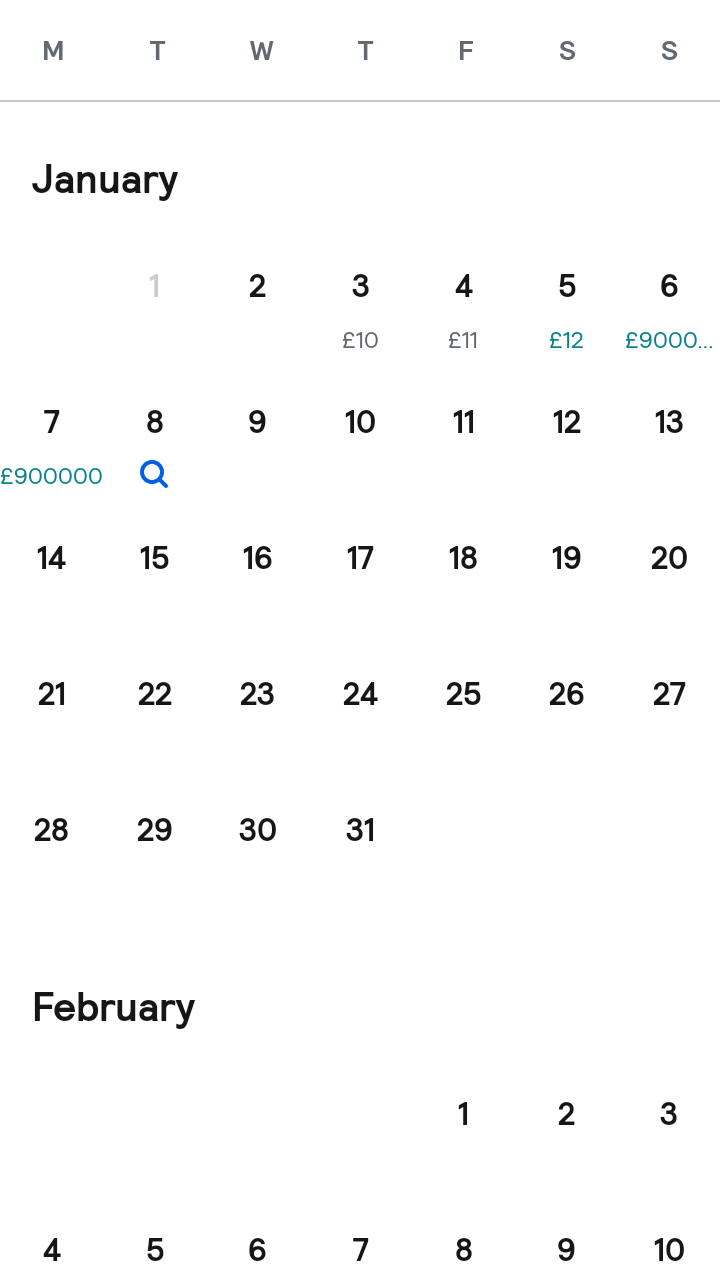 M T W T F S S
January
1 2 3 4 5 6
£10 £11 £12 £9000...
7 8 9 10 11 12 13
£900000
14 15 16 17 18 19 20
21 22 23 24 25 26 27
28 29 30 31
February
1 2 3
4 5 6 7 8 9 10